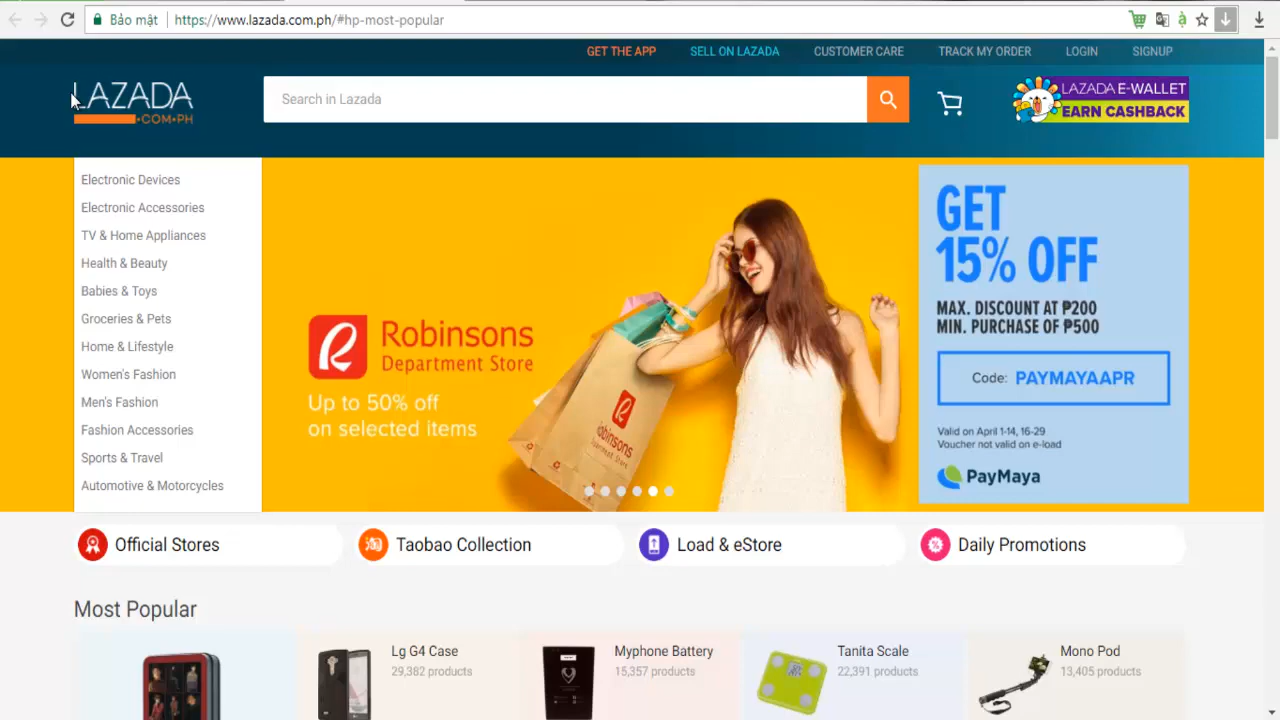 Bảo mật
https://www.lazada.com.ph/#hp-most-popular
GET THE APP
SELL ON LAZADA
CUSTOMER CARE
TRACK MY ORDER
LOGIN
SIGNUP
LAZADA
.COM.PH
Search in Lazada
LAZADA E-WALLET
EARN CASHBACK
Electronic Devices
Electronic Accessories
TV & Home Appliances
Health & Beauty
Babies & Toys
Groceries & Pets
Home & Lifestyle
Women's Fashion
Men's Fashion
Fashion Accessories
Sports & Travel
Automotive & Motorcycles
Robinsons
Department Store
Up to 50% off
on selected items
Robinsons
Department Store
GET
15% OFF
MAX. DISCOUNT AT ₱200
MIN. PURCHASE OF ₱500
Code: PAYMAYAAPR
Valid on April 1-14, 16-29
Voucher not valid on e-load
PayMaya
Official Stores
Taobao Collection
Load & eStore
Daily Promotions
Most Popular
Lg G4 Case
29,382 products
Myphone Battery
15,357 products
Tanita Scale
22,391 products
Mono Pod
13,405 products